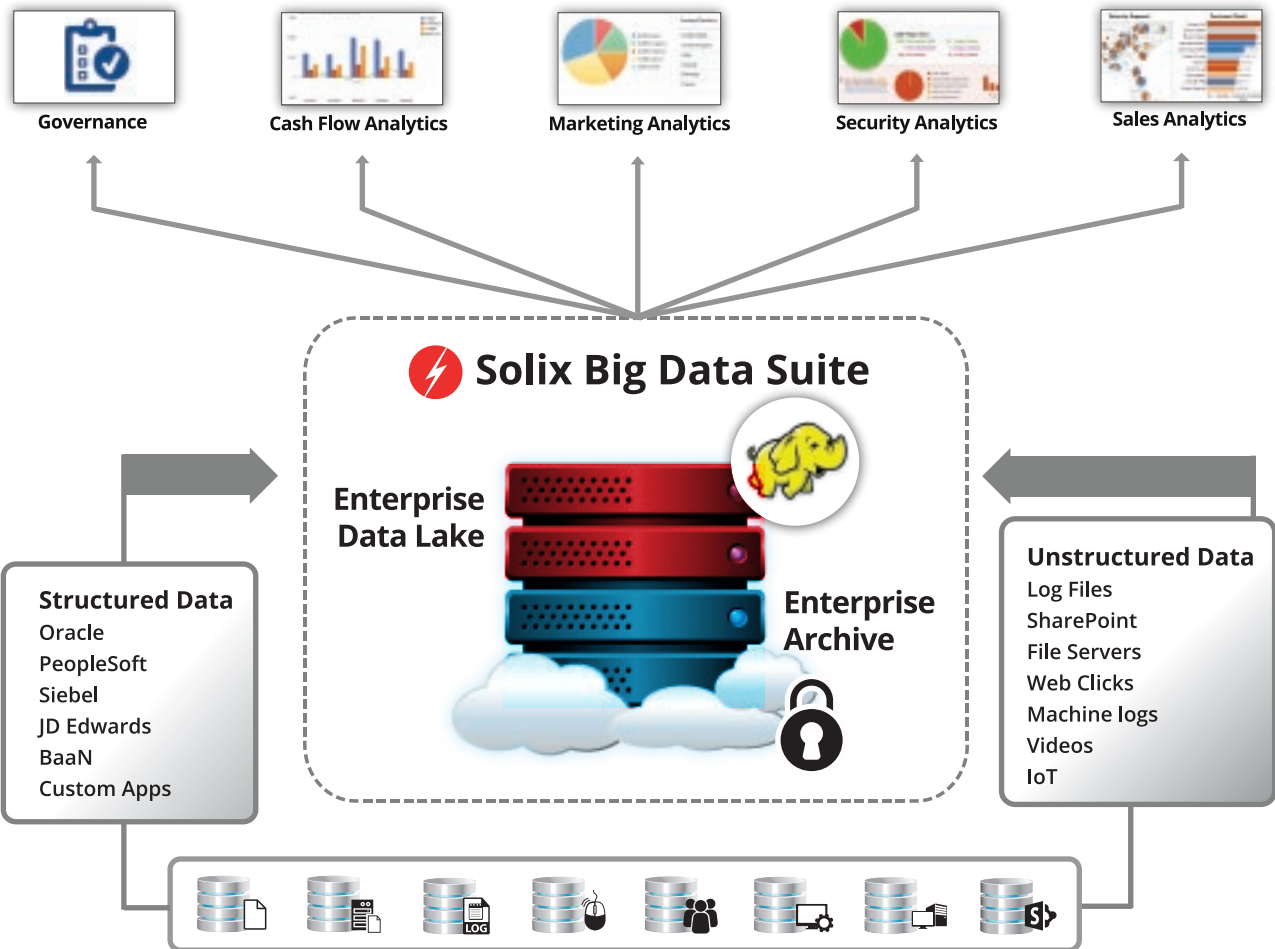 Governance
Cash Flow Analytics
Marketing Analytics
Security Analytics
Sales Analytics
Solix Big Data Suite
Enterprise
Data Lake
Enterprise
Archive
Structured Data
Oracle
PeopleSoft
Siebel
JD Edwards
BaaN
Custom Apps
Unstructured Data
Log Files
SharePoint
File Servers
Web Clicks
Machine logs
Videos
IoT
LOG
S